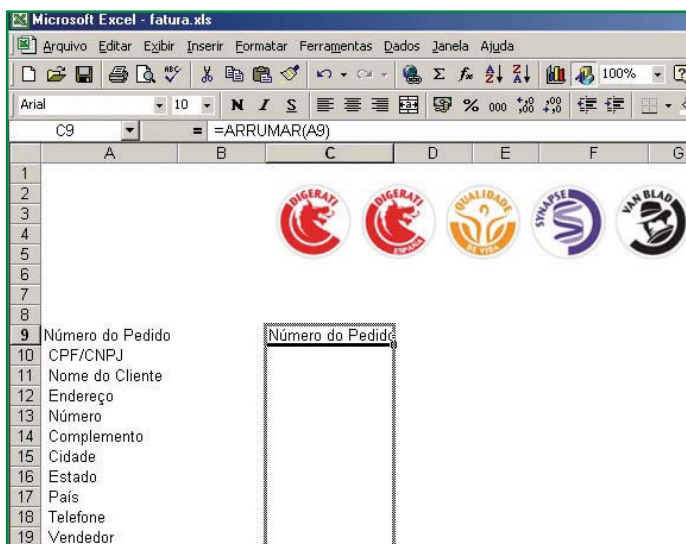 Microsoft Excel - fatura.xls
Arquivo Editar Exibir Inserir Formatar Ferramentas Dados Janela Ajuda
100%
Arial 10 N I S % 000
C9 = =ARRUMAR(A9)
A B C D E F G
1
2 DIGERATI DIGERATI QUALIDADE SYNAPSE VAN BLAD
3
4
5 ESPAÑA DE VIDA
6
7
8
9 Número do Pedido Número do Pedido
10 CPF/CNPJ
11 Nome do Cliente
12 Endereço
13 Número
14 Complemento
15 Cidade
16 Estado
17 País
18 Telefone
19 Vendedor